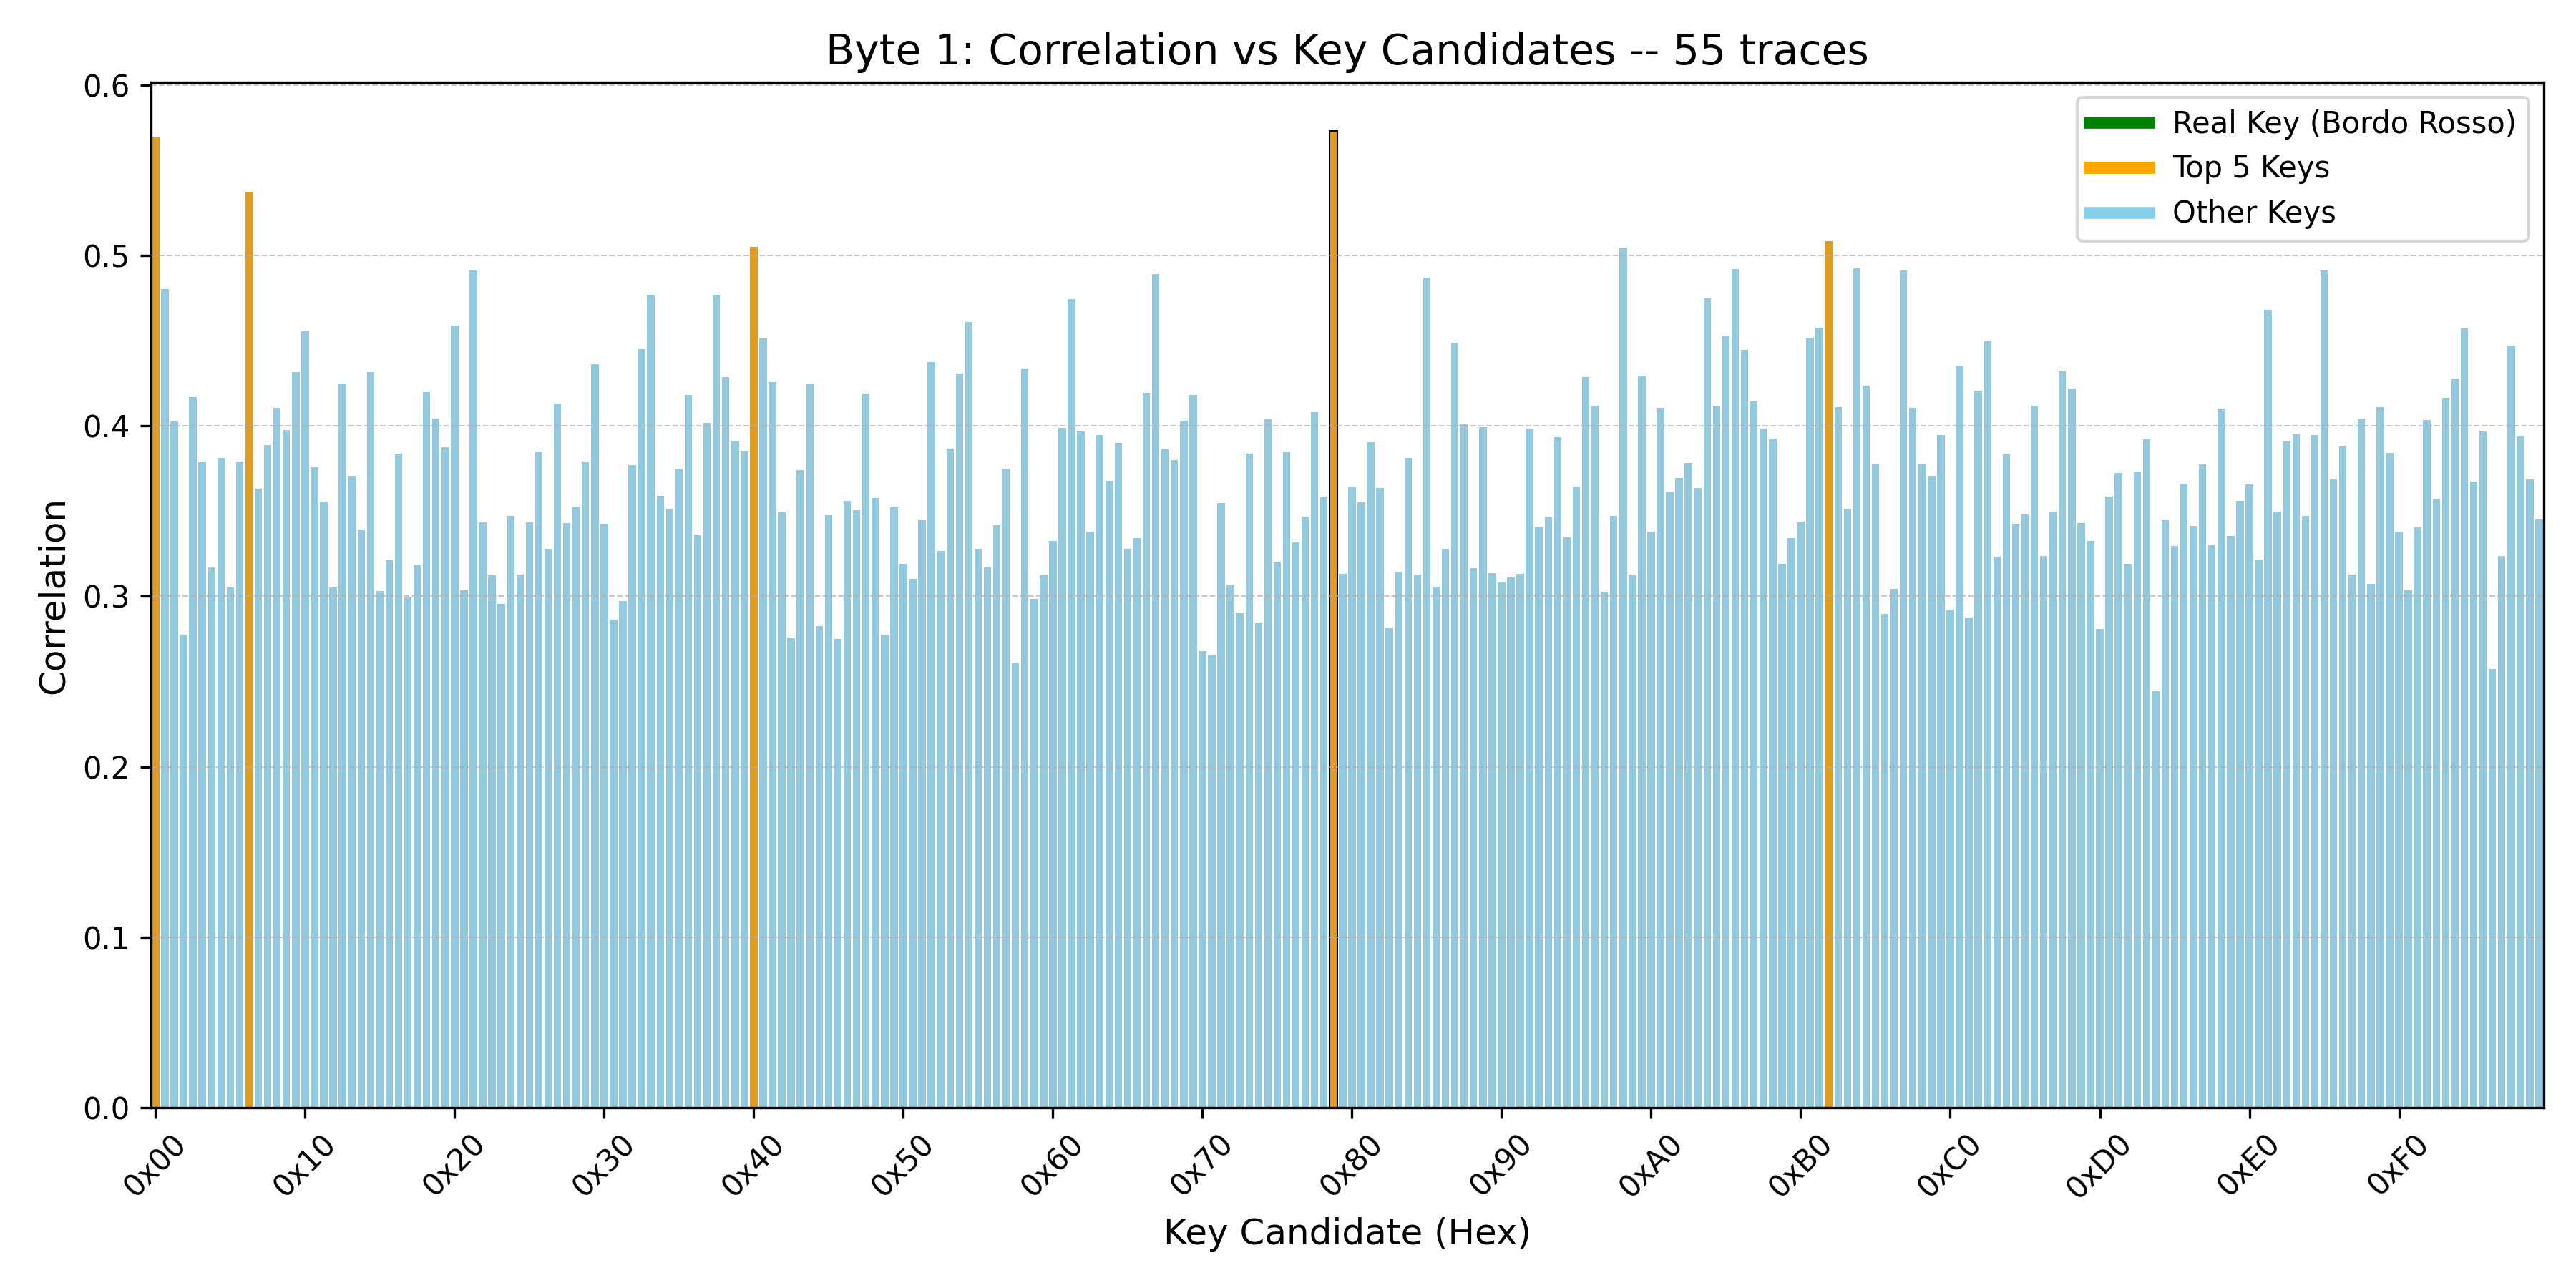 Byte 1: Correlation vs Key Candidates -- 55 traces
Real Key (Bordo Rosso)
Top 5 Keys
Other Keys
Correlation
0.6
0.5
0.4
0.3
0.2
0.1
0.0
0x00 0x10 0x20 0x30 0x40 0x50 0x60 0x70 0x80 0x90 0xA0 0xB0 0xC0 0xD0 0xE0 0xF0
Key Candidate (Hex)